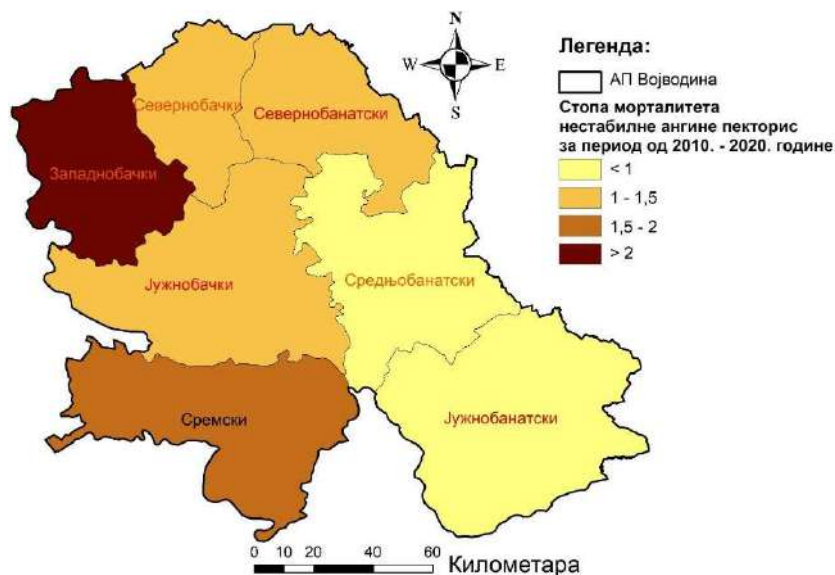 N
W E
S
Легенда:
АП Војводина
Стопа морталитета
нестабилне ангине пекторис
за период од 2010. - 2020. године
< 1
1 - 1,5
1,5 - 2
> 2
Севернобачки
Севернобанатски
Западнобачки
Јужнобачки
Средњобанатски
Сремски
Јужнобанатски
0 10 20 40 60
Километара